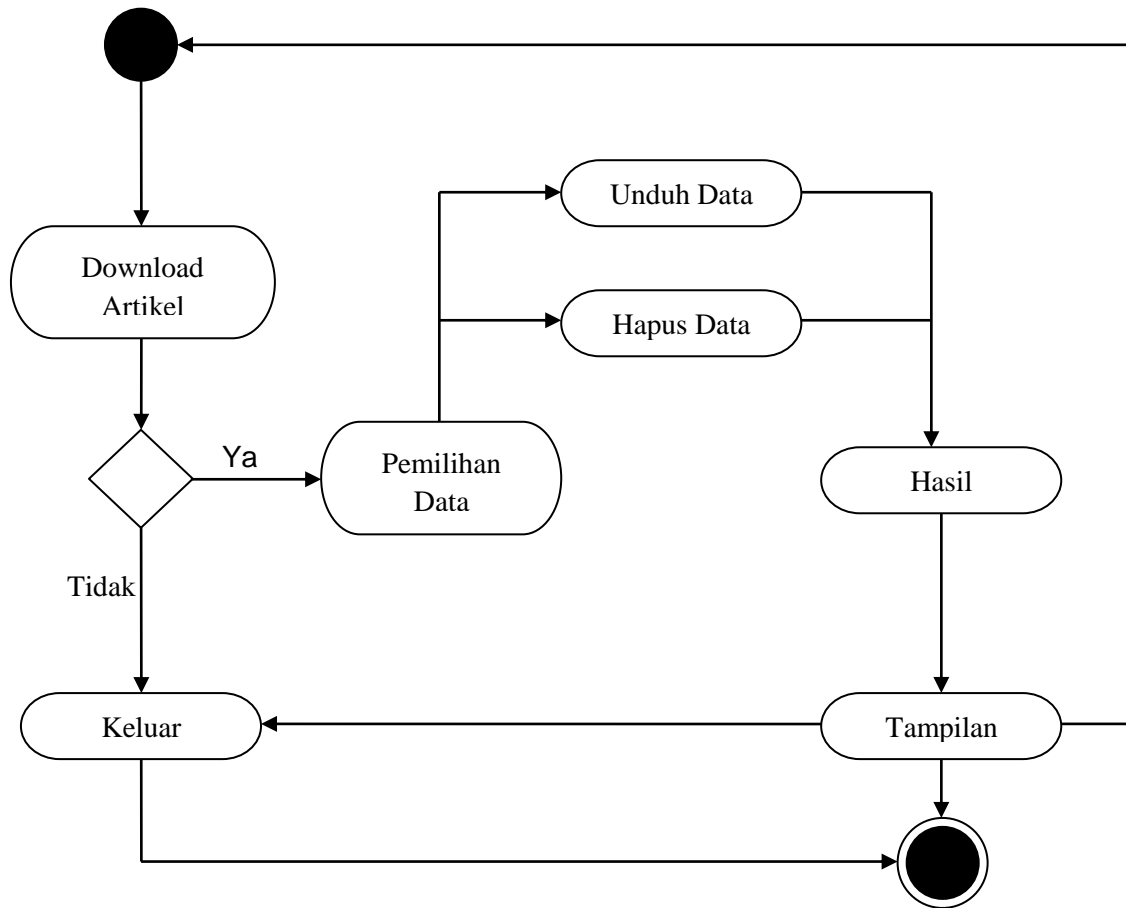 Unduh Data
Download
Artikel
Hapus Data
Ya
Pemilihan
Data
Hasil
Tidak
Keluar
Tampilan